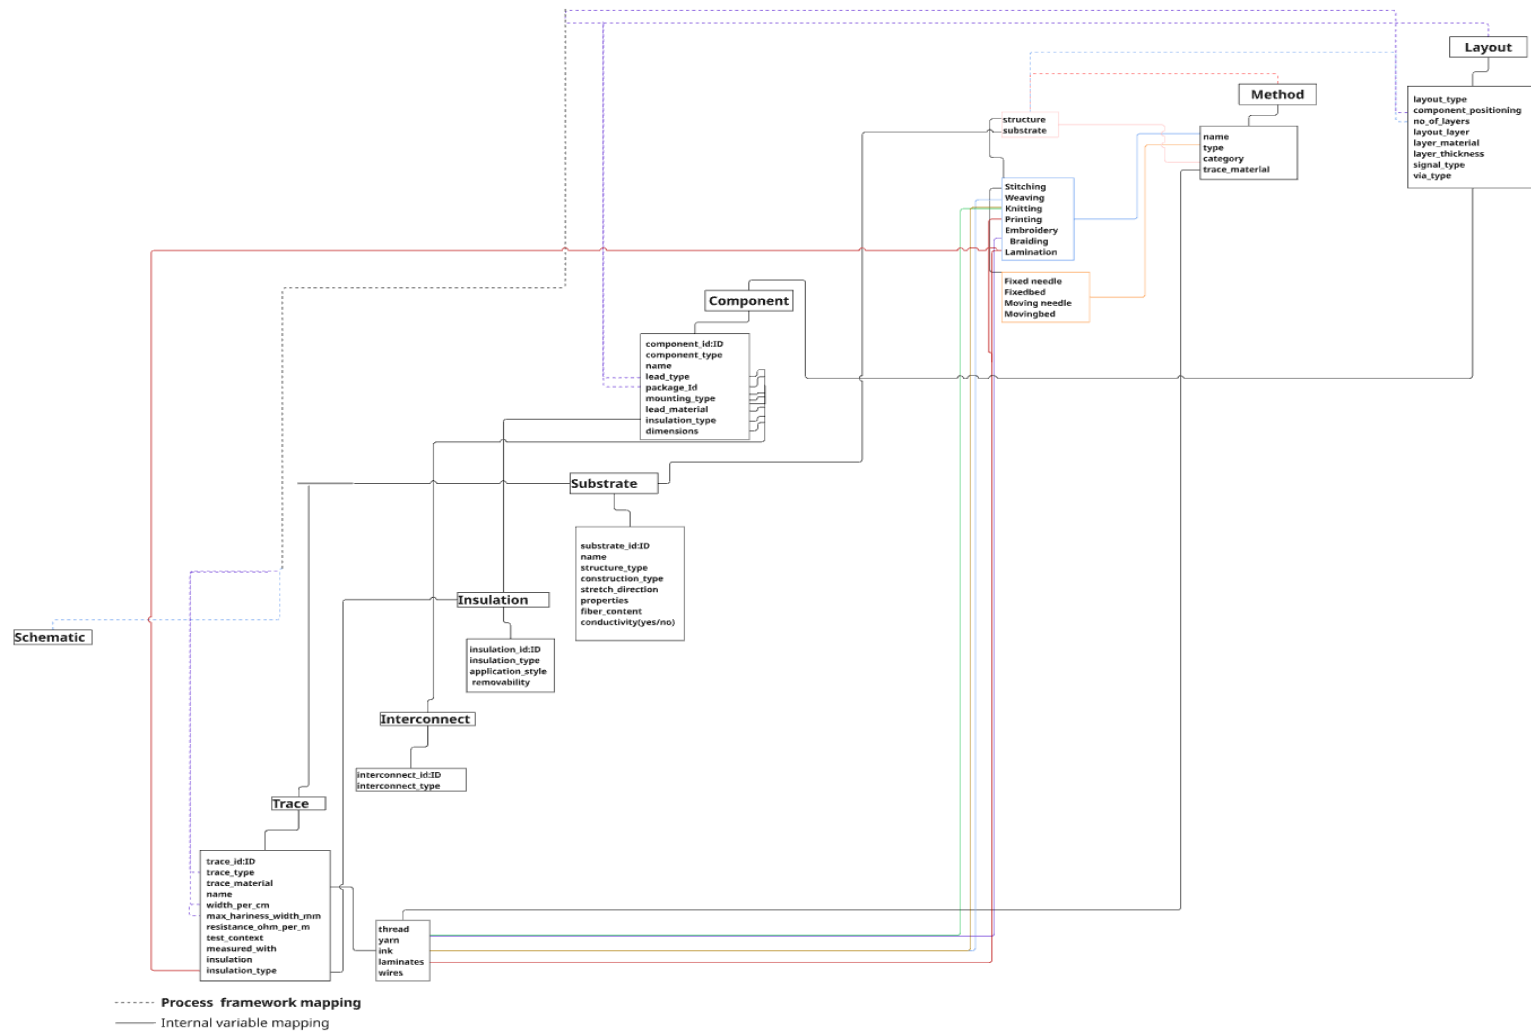 Layout
layout_type
component_positioning
no_of_layers
layout_layer
layer_material
layer_thickness
signal_type
via_type
Method
name
type
category
trace_material
structure
substrate
Stitching
Weaving
Knitting
Printing
Embroidery
Braiding
Lamination
Fixed needle
Fixedbed
Moving needle
Movingbed
Component
component_id:ID
component_type
name
lead_type
package_Id
mounting_type
lead_material
insulation_type
dimensions
Substrate
substrate_id:ID
name
structure_type
construction_type
stretch_direction
properties
fiber_content
conductivity(yes/no)
Insulation
insulation_id:ID
insulation_type
application_style
removability
Schematic
Interconnect
interconnect_id:ID
interconnect_type
Trace
trace_id:ID
trace_type
trace_material
name
width_per_cm
max_hariness_width_mm
resistance_ohm_per_m
test_context
measured_with
insulation
insulation_type
thread
yarn
ink
laminates
wires
Process framework mapping
Internal variable mapping